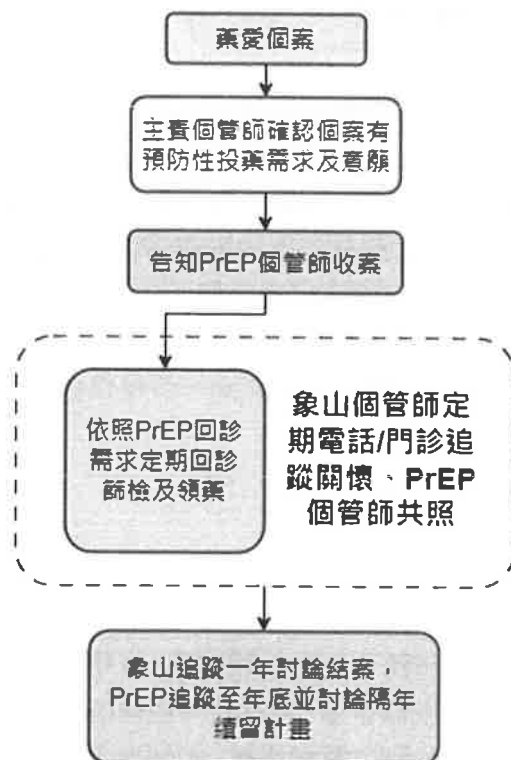 藥愛個案
主責個管師確認個案有
預防性投藥需求及意願
告知PrEP個管師收案
依照PrEP回診
需求定期回診
篩檢及領藥
象山個管師定
期電話/門診追
蹤關懷、PrEP
個管師共照
象山追蹤一年討論結案，
PrEP追蹤至年底並討論隔年
續留計畫